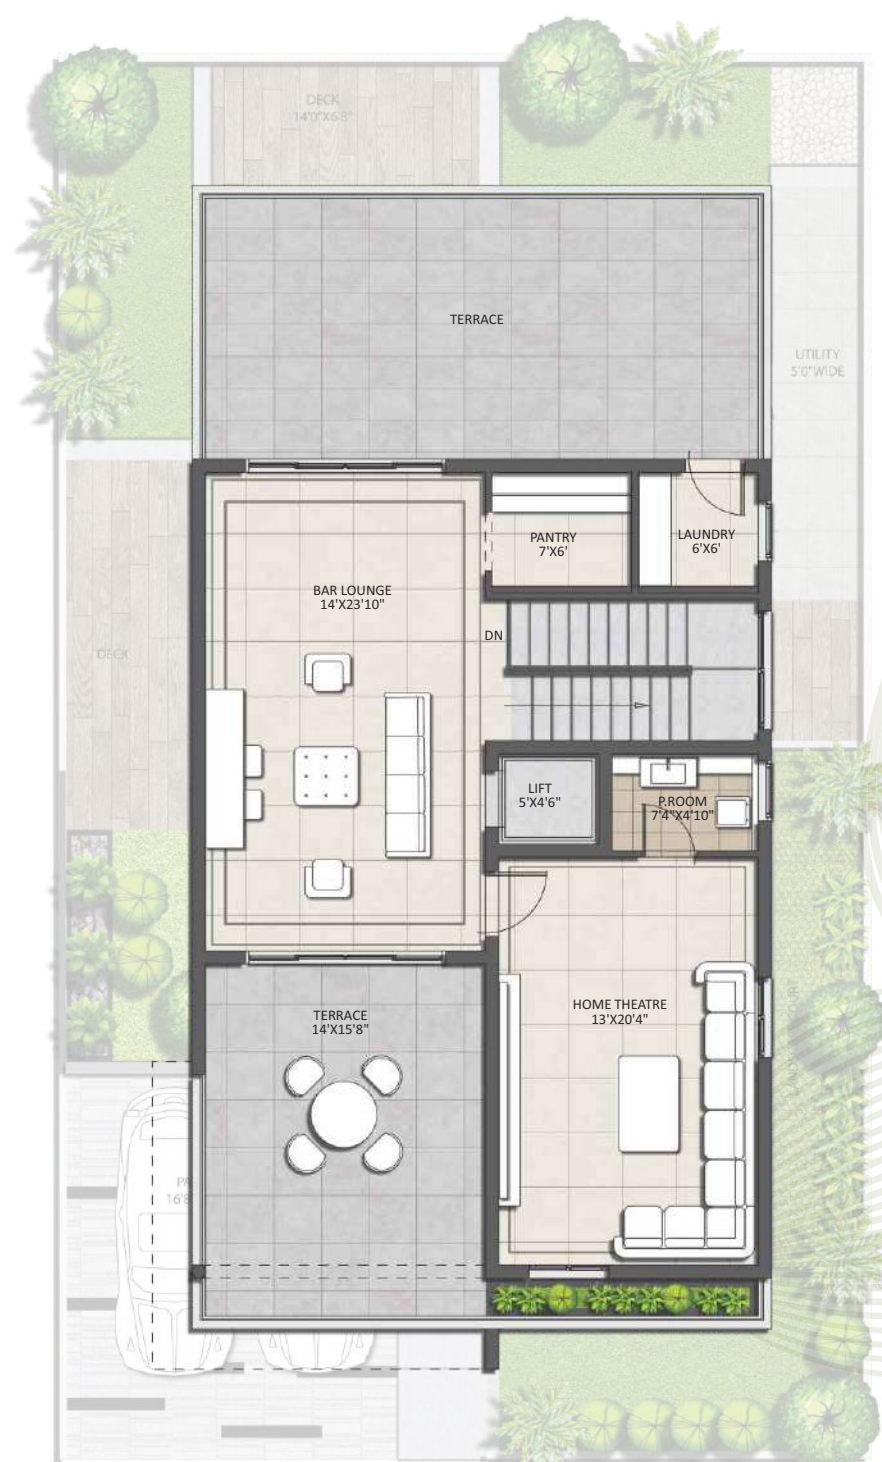 DECK
14'0"X6'8"
TERRACE
UTILITY
5'0"WIDE
PANTRY
7'X6'
LAUNDRY
6'X6'
BAR LOUNGE
14'X23'10"
DN
DECK
LIFT
5'X4'6"
P.ROOM
7'4"X4'10"
HOME THEATRE
13'X20'4"
TERRACE
14'X15'8"